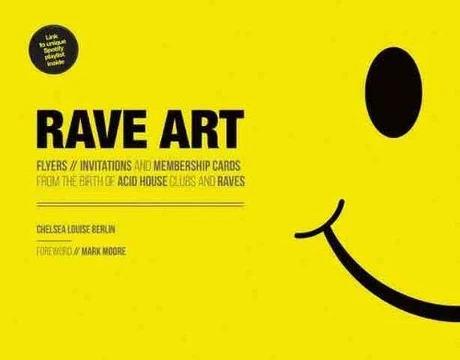 Link
to unique
Spotify
playlist
inside
RAVE ART
FLYERS // INVITATIONS AND MEMBERSHIP CARDS
FROM THE BIRTH OF ACID HOUSE CLUBS AND RAVES
CHELSEA LOUISE BERLIN
FOREWORD // MARK MOORE